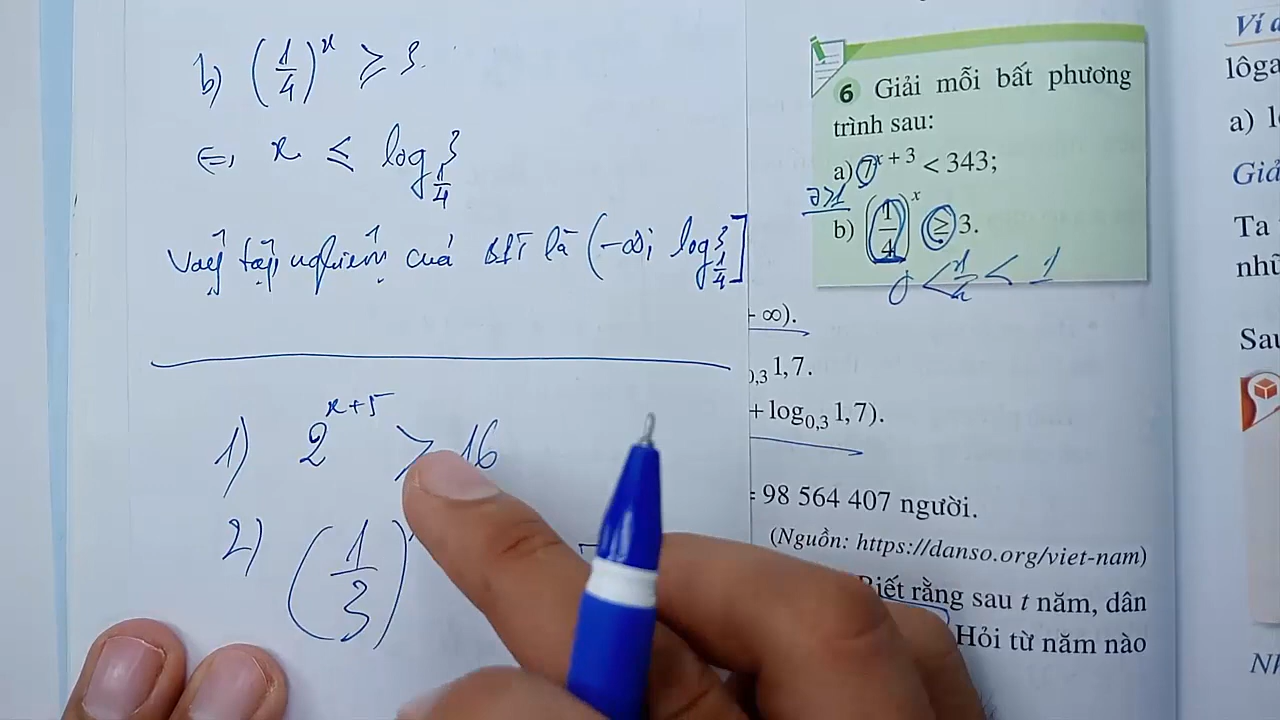 b) (1/4)^x ≥ 3.
⇔ x ≤ log_{1/4} 3
Vậy tập nghiệm của BPT là (-∞; log_{1/4} 3]
1) 2^{x+5} > 16
2) (1/3)
6 Giải mỗi bất phương
trình sau:
a) 7^{x+3} < 343;
a>1
b) (1/4)^x ≥ 3.
0 < 1/4 < 1
-∞).
0,3 1,7.
+ log_{0,3} 1,7).
= 98 564 407 người.
(Nguồn: https://danso.org/viet-nam)
Biết rằng sau t năm, dân
Hỏi từ năm nào
Ví
lôga
a)
Giả
Ta
nhữ
Sau